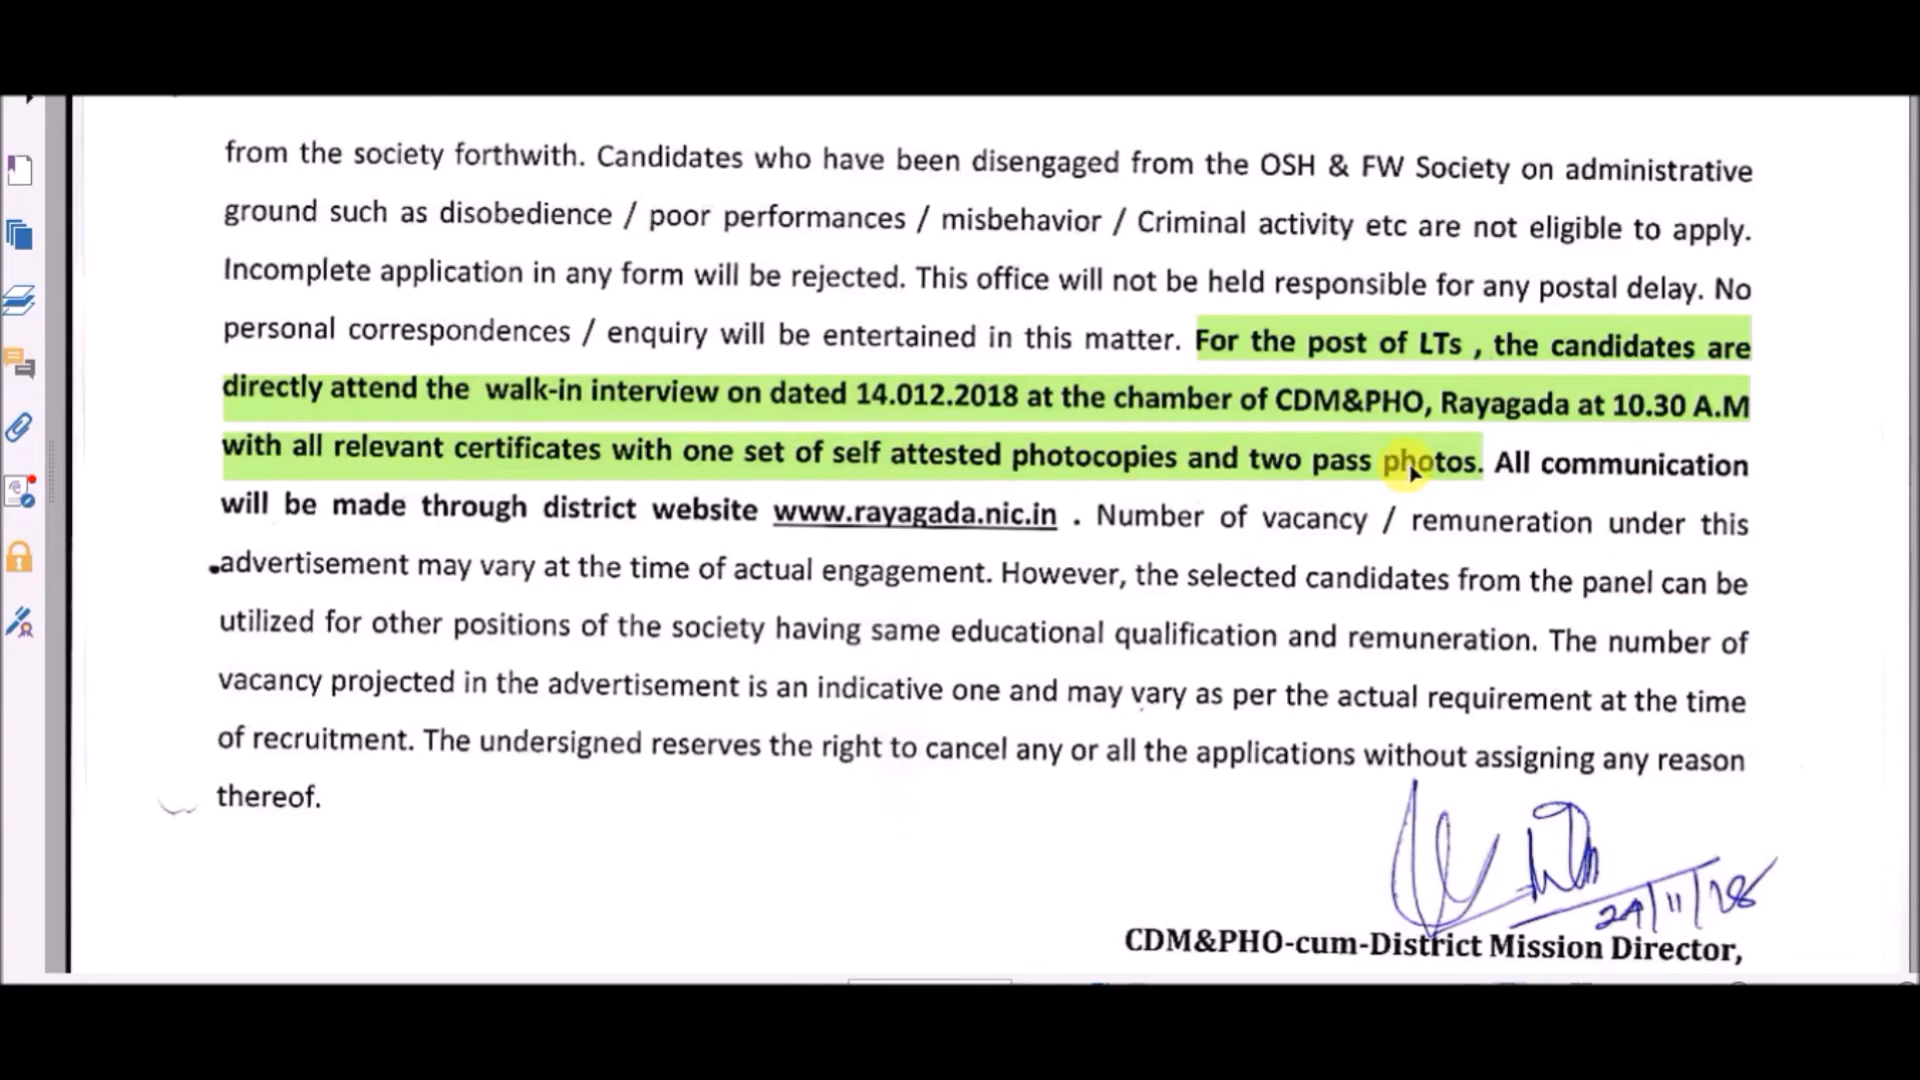 from the society forthwith. Candidates who have been disengaged from the OSH & FW Society on administrative
ground such as disobedience / poor performances / misbehavior / Criminal activity etc are not eligible to apply.
Incomplete application in any form will be rejected. This office will not be held responsible for any postal delay. No
personal correspondences / enquiry will be entertained in this matter. For the post of LTs , the candidates are
directly attend the walk-in interview on dated 14.012.2018 at the chamber of CDM&PHO, Rayagada at 10.30 A.M
with all relevant certificates with one set of self attested photocopies and two pass photos. All communication
will be made through district website www.rayagada.nic.in . Number of vacancy / remuneration under this
advertisement may vary at the time of actual engagement. However, the selected candidates from the panel can be
utilized for other positions of the society having same educational qualification and remuneration. The number of
vacancy projected in the advertisement is an indicative one and may vary as per the actual requirement at the time
of recruitment. The undersigned reserves the right to cancel any or all the applications without assigning any reason
thereof.
24/11/18
CDM&PHO-cum-District Mission Director,